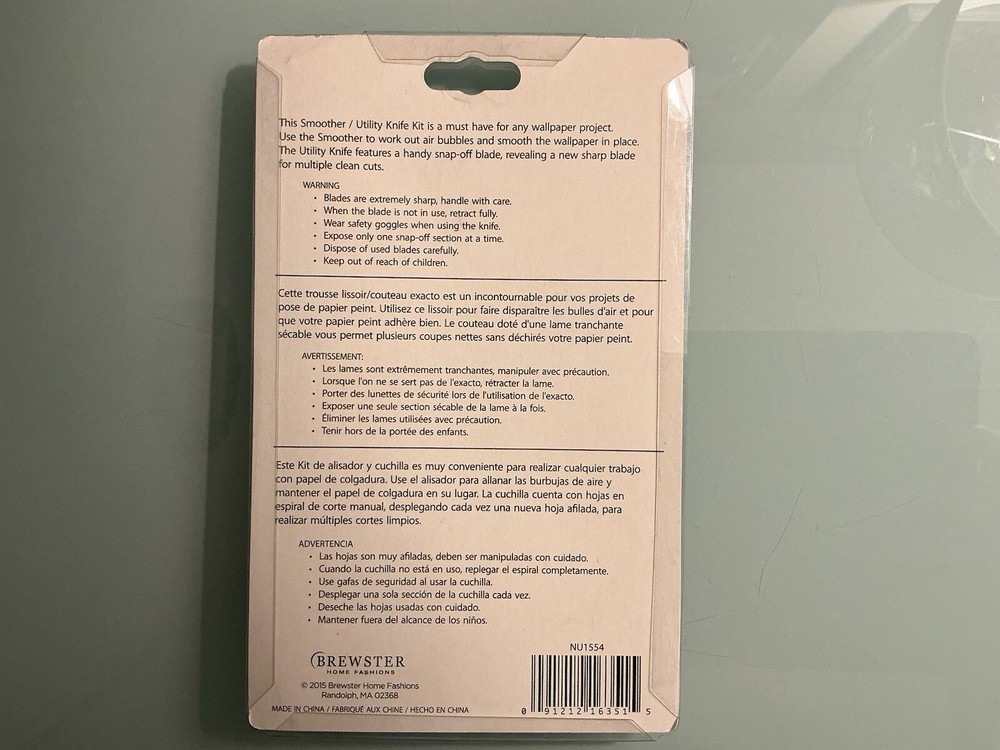 This Smoother / Utility Knife Kit is a must have for any wallpaper project.
Use the Smoother to work out air bubbles and smooth the wallpaper in place.
The Utility Knife features a handy snap-off blade, revealing a new sharp blade
for multiple clean cuts.
WARNING
• Blades are extremely sharp, handle with care.
• When the blade is not in use, retract fully.
• Wear safety goggles when using the knife.
• Expose only one snap-off section at a time.
• Dispose of used blades carefully.
• Keep out of reach of children.
Cette trousse lissoir/couteau exacto est un incontournable pour vos projets de
pose de papier peint. Utilisez ce lissoir pour faire disparaître les bulles d'air et pour
que votre papier peint adhère bien. Le couteau doté d'une lame tranchante
sécable vous permet plusieurs coupes nettes sans déchirés votre papier peint.
AVERTISSEMENT:
• Les lames sont extrêmement tranchantes, manipuler avec précaution.
• Lorsque l'on ne se sert pas de l'exacto, rétracter la lame.
• Porter des lunettes de sécurité lors de l'utilisation de l'exacto.
• Exposer une seule section sécable de la lame à la fois.
• Éliminer les lames utilisées avec précaution.
• Tenir hors de la portée des enfants.
Este Kit de alisador y cuchilla es muy conveniente para realizar cualquier trabajo
con papel de colgadura. Use el alisador para allanar las burbujas de aire y
mantener el papel de colgadura en su lugar. La cuchilla cuenta con hojas en
espiral de corte manual, desplegando cada vez una nueva hoja afilada, para
realizar múltiples cortes limpios.
ADVERTENCIA
• Las hojas son muy afiladas, deben ser manipuladas con cuidado.
• Cuando la cuchilla no está en uso, replegar el espiral completamente.
• Use gafas de seguridad al usar la cuchilla.
• Desplegar una sola sección de la cuchilla cada vez.
• Deseche las hojas usadas con cuidado.
• Mantener fuera del alcance de los niños.
BREWSTER
HOME FASHIONS
© 2015 Brewster Home Fashions
Randolph, MA 02368
MADE IN CHINA / FABRIQUÉ AUX CHINE / HECHO EN CHINA
NU1554
0 91212 16351 5